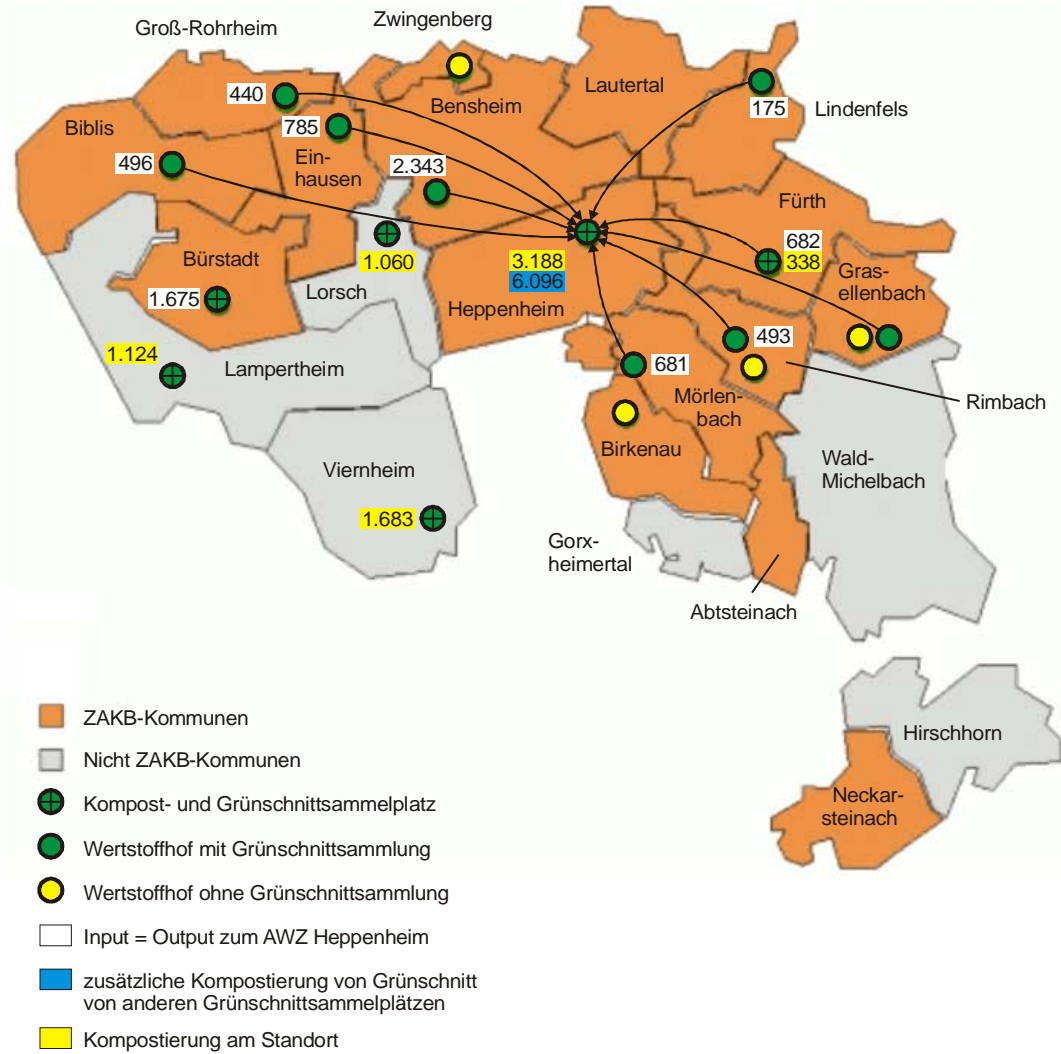 Zwingenberg
Groß-Rohrheim
Lautertal
440
Bensheim
175
Lindenfels
Biblis
785
496
Ein-
hausen
2.343
Fürth
682
338
Bürstadt
1.060
3.188
6.096
Gras-
ellenbach
1.675
Lorsch
Heppenheim
493
1.124
Lampertheim
681
Mörlen-
bach
Rimbach
Birkenau
Wald-
Michelbach
Viernheim
1.683
Gorx-
heimertal
Abtsteinach
Hirschhorn
Neckar-
steinach
ZAKB-Kommunen
Nicht ZAKB-Kommunen
Kompost- und Grünschnittsammelplatz
Wertstoffhof mit Grünschnittsammlung
Wertstoffhof ohne Grünschnittsammlung
Input = Output zum AWZ Heppenheim
zusätzliche Kompostierung von Grünschnitt
von anderen Grünschnittsammelplätzen
Kompostierung am Standort